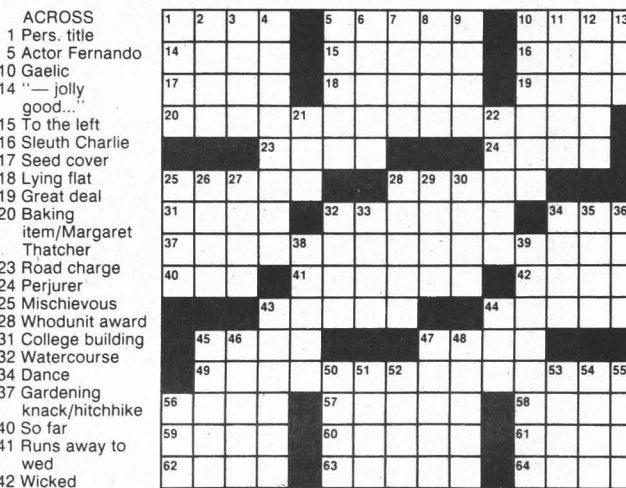 ACROSS
1 Pers. title
5 Actor Fernando
10 Gaelic
14 "— jolly
good..."
15 To the left
16 Sleuth Charlie
17 Seed cover
18 Lying flat
19 Great deal
20 Baking
item/Margaret
Thatcher
23 Road charge
24 Perjurer
25 Mischievous
28 Whodunit award
31 College building
32 Watercourse
34 Dance
37 Gardening
knack/hitchhike
40 So far
41 Runs away to
wed
42 Wicked
1 2 3 4 5 6 7 8 9 10 11 12 13
14 15 16
17 18 19
20 21 22
23 24
25 26 27 28 29 30
31 32 33 34 35 36
37 38 39
40 41 42
43 44
45 46 47 48
49 50 51 52 53 54 55
56 57 58
59 60 61
62 63 64